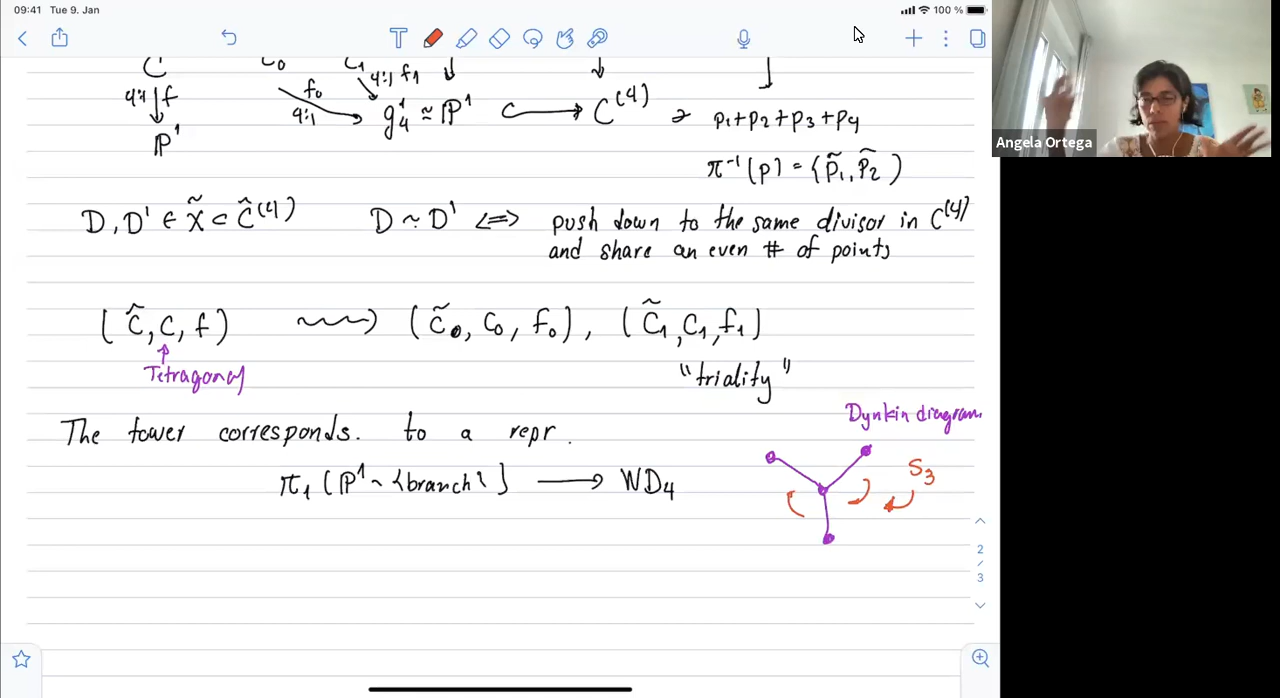 09:41 Tue 9. Jan
100 %
Angela Ortega
4:1 f
f₀
4:1
4:1 f₁
ℙ¹
g¹₄ ≃ ℙ¹ C ⟶ C⁽⁴⁾ ∋ p₁+p₂+p₃+p₄
π⁻¹(p) = {p̃₁, p̃₂}
D, D' ∈ X̃ ⊂ Ĉ⁽⁴⁾ D ~ D' ⟺ push down to the same divisor in C⁽⁴⁾
and share an even # of points
(Ĉ, C, f) ⇝ (C̃₀, C₀, f₀), (C̃₁, C₁, f₁)
Tetragonal
"triality"
Dynkin diagram
The tower corresponds. to a repr.
S₃
π₁(ℙ¹ ∖ {branch}) ⟶ WD₄
2
3